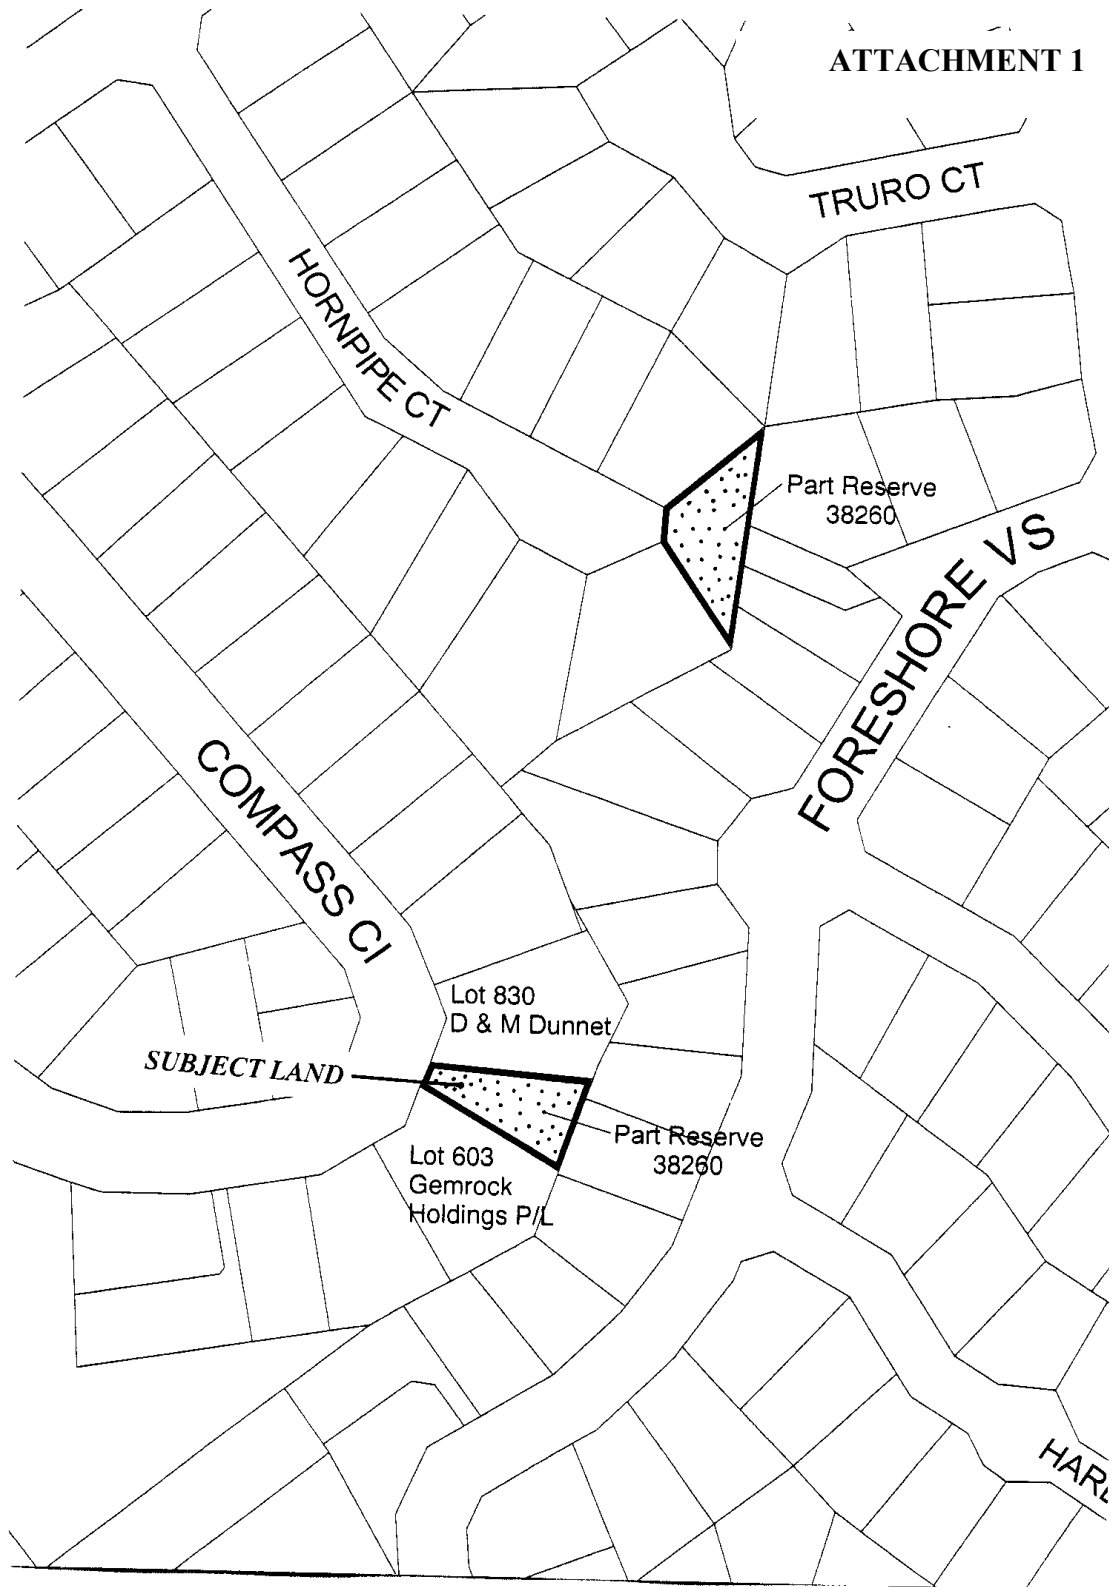 ATTACHMENT 1
TRURO CT
HORNPIPE CT
Part Reserve
38260
FORESHORE VS
COMPASS CI
Lot 830
D & M Dunnet
SUBJECT LAND
Part Reserve
38260
Lot 603
Gemrock
Holdings P/L